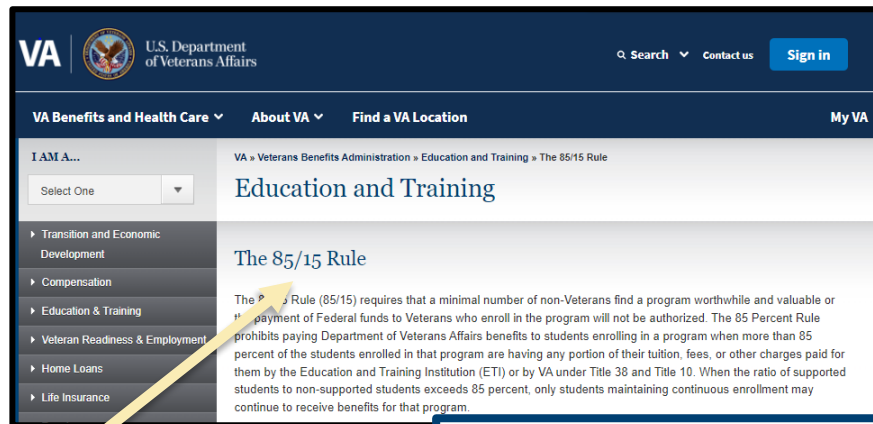 VA
U.S. Department
of Veterans Affairs
Search
Contact us
Sign in
VA Benefits and Health Care
About VA
Find a VA Location
My VA
I AM A...
Select One
VA » Veterans Benefits Administration » Education and Training » The 85/15 Rule
Education and Training
Transition and Economic
Development
Compensation
Education & Training
Veteran Readiness & Employment
Home Loans
Life Insurance
The 85/15 Rule
The Rule (85/15) requires that a minimal number of non-Veterans find a program worthwhile and valuable or
payment of Federal funds to Veterans who enroll in the program will not be authorized. The 85 Percent Rule
prohibits paying Department of Veterans Affairs benefits to students enrolling in a program when more than 85
percent of the students enrolled in that program are having any portion of their tuition, fees, or other charges paid for
them by the Education and Training Institution (ETI) or by VA under Title 38 and Title 10. When the ratio of supported
students to non-supported students exceeds 85 percent, only students maintaining continuous enrollment may
continue to receive benefits for that program.